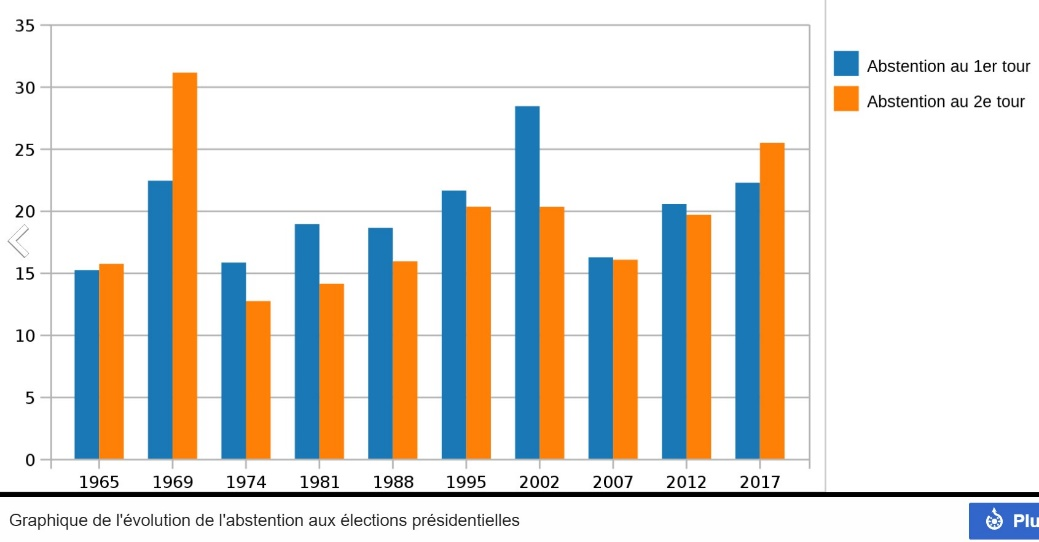 35
30
25
20
15
10
5
0
1965 1969 1974 1981 1988 1995 2002 2007 2012 2017
Abstention au 1er tour
Abstention au 2e tour
Graphique de l'évolution de l'abstention aux élections présidentielles
Plu